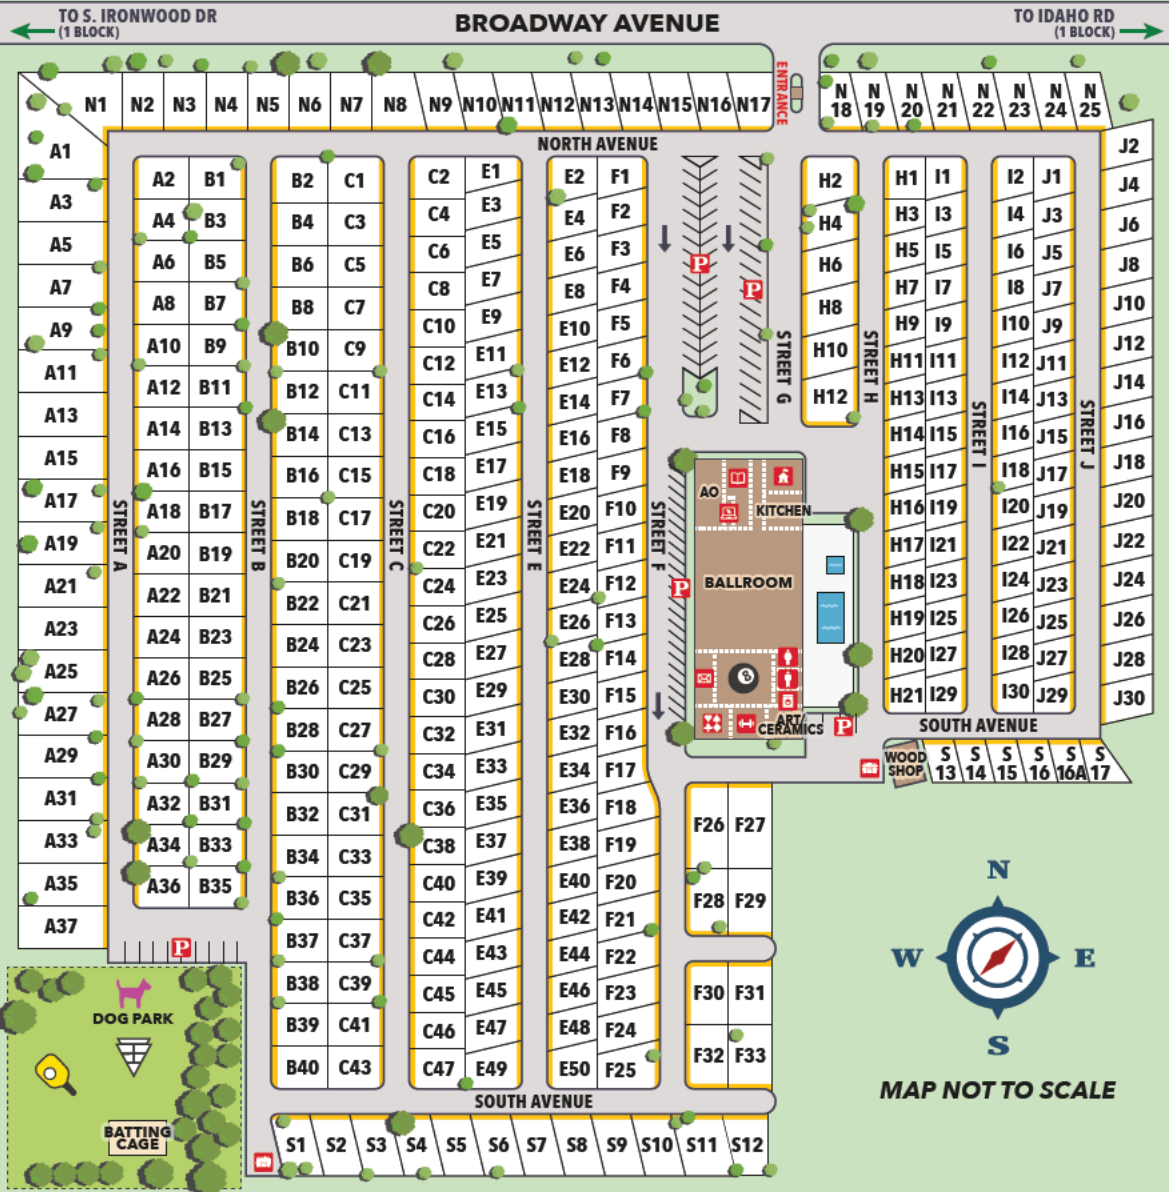 TO S. IRONWOOD DR
(1 BLOCK)
BROADWAY AVENUE
TO IDAHO RD
(1 BLOCK)
ENTRANCE
N1 N2 N3 N4 N5 N6 N7 N8 N9 N10 N11 N12 N13 N14 N15 N16 N17
N 18 N 19 N 20 N 21 N 22 N 23 N 24 N 25
NORTH AVENUE
A1
A3
A5
A7
A9
A11
A13
A15
A17
A19
A21
A23
A25
A27
A29
A31
A33
A35
A37
STREET A
A2 B1
A4 B3
A6 B5
A8 B7
A10 B9
A12 B11
A14 B13
A16 B15
A18 B17
A20 B19
A22 B21
A24 B23
A26 B25
A28 B27
A30 B29
A32 B31
A34 B33
A36 B35
P
STREET B
B2 C1
B4 C3
B6 C5
B8 C7
B10 C9
B12 C11
B14 C13
B16 C15
B18 C17
B20 C19
B22 C21
B24 C23
B26 C25
B28 C27
B30 C29
B32 C31
B34 C33
B36 C35
B37 C37
B38 C39
B39 C41
B40 C43
STREET C
C2 E1
C4 E3
C6 E5
C8 E7
C10 E9
C12 E11
C14 E13
C16 E15
C18 E17
C20 E19
C22 E21
C24 E23
C26 E25
C28 E27
C30 E29
C32 E31
C34 E33
C36 E35
C38 E37
C40 E39
C42 E41
C44 E43
C45 E45
C46 E47
C47 E49
STREET E
E2 F1
E4 F2
E6 F3
E8 F4
E10 F5
E12 F6
E14 F7
E16 F8
E18 F9
E20 F10
E22 F11
E24 F12
E26 F13
E28 F14
E30 F15
E32 F16
E34 F17
E36 F18
E38 F19
E40 F20
E42 F21
E44 F22
E46 F23
E48 F24
E50 F25
STREET F
P
P
STREET G
H2
H4
H6
H8
H10
H12
STREET H
H1 I1
H3 I3
H5 I5
H7 I7
H9 I9
H11 I11
H13 I13
H14 I15
H15 I17
H16 I19
H17 I21
H18 I23
H19 I25
H20 I27
H21 I29
STREET I
I2 J1
I4 J3
I6 J5
I8 J7
I10 J9
I12 J11
I14 J13
I16 J15
I18 J17
I20 J19
I22 J21
I24 J23
I26 J25
I28 J27
I30 J29
STREET J
J2
J4
J6
J8
J10
J12
J14
J16
J18
J20
J22
J24
J26
J28
J30
AO
KITCHEN
BALLROOM
P
8
ART/
CERAMICS
P
SOUTH AVENUE
WOOD
SHOP
S 13 S 14 S 15 S 16 S 16A S 17
F26 F27
F28 F29
F30 F31
F32 F33
DOG PARK
BATTING
CAGE
SOUTH AVENUE
S1 S2 S3 S4 S5 S6 S7 S8 S9 S10 S11 S12
N
W E
S
MAP NOT TO SCALE